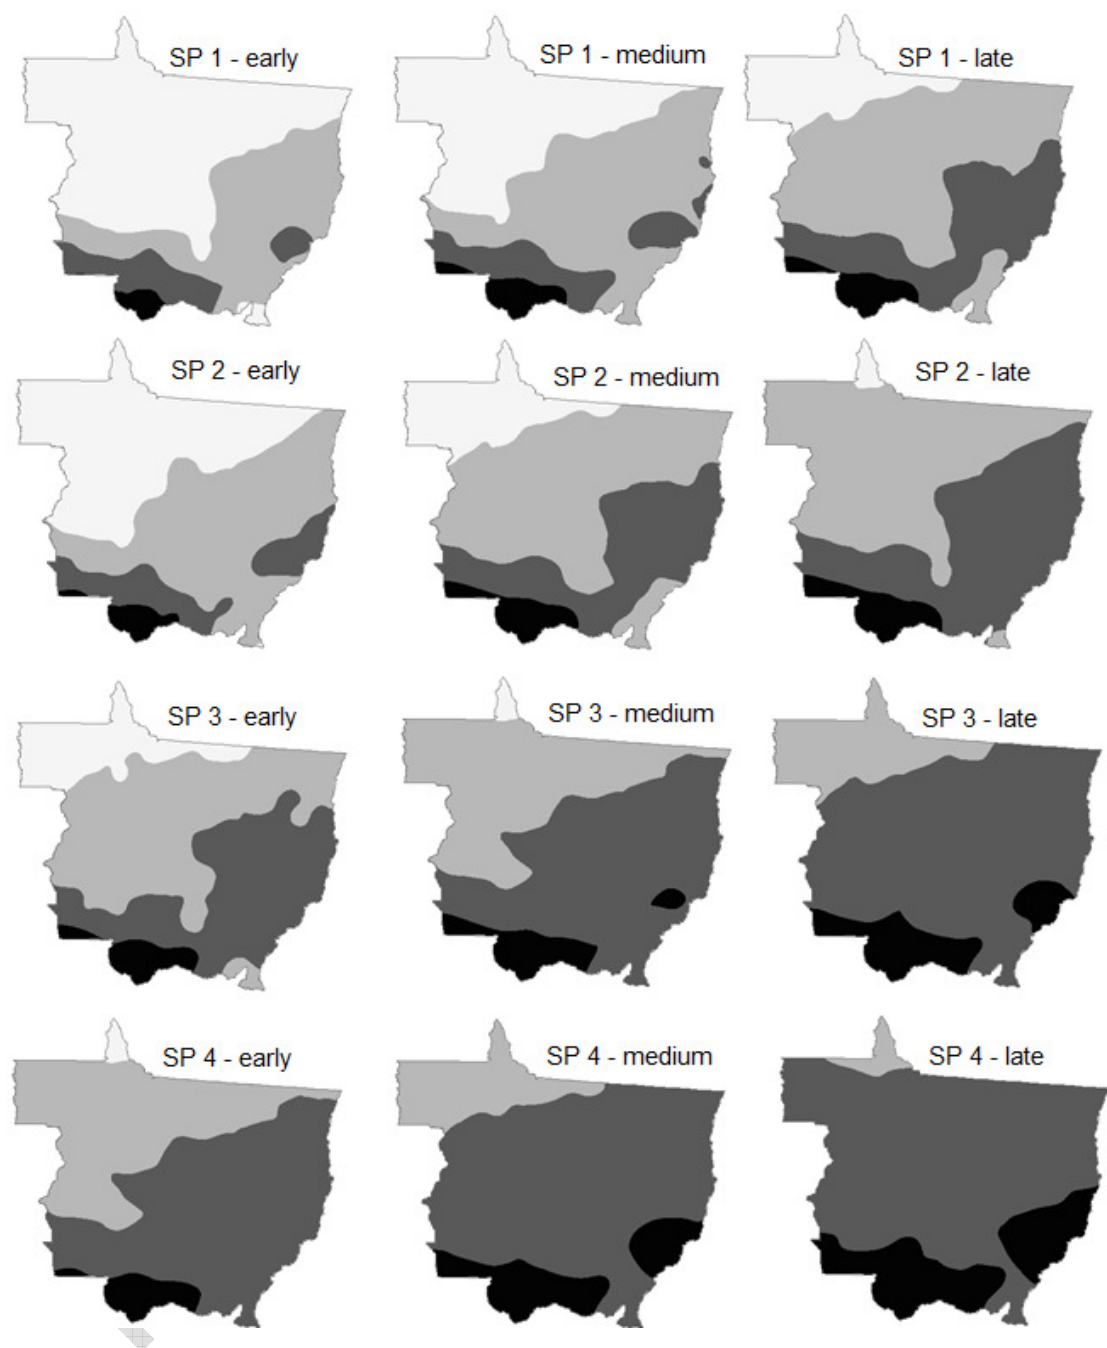 SP 1 - early
SP 1 - medium
SP 1 - late
SP 2 - early
SP 2 - medium
SP 2 - late
SP 3 - early
SP 3 - medium
SP 3 - late
SP 4 - early
SP 4 - medium
SP 4 - late